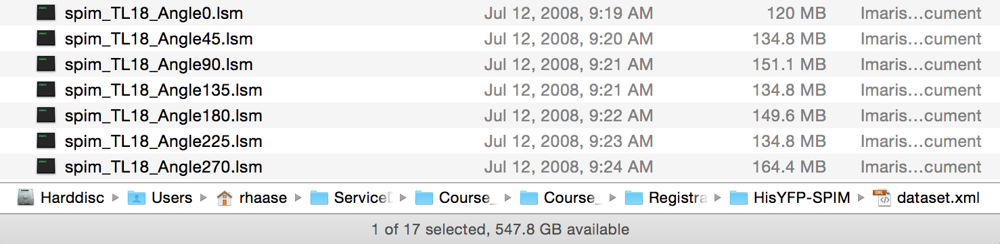 spim_TL18_Angle0.lsm Jul 12, 2008, 9:19 AM 120 MB Imaris…cument
spim_TL18_Angle45.lsm Jul 12, 2008, 9:20 AM 134.8 MB Imaris…cument
spim_TL18_Angle90.lsm Jul 12, 2008, 9:21 AM 151.1 MB Imaris…cument
spim_TL18_Angle135.lsm Jul 12, 2008, 9:21 AM 134.8 MB Imaris…cument
spim_TL18_Angle180.lsm Jul 12, 2008, 9:22 AM 149.6 MB Imaris…cument
spim_TL18_Angle225.lsm Jul 12, 2008, 9:23 AM 134.8 MB Imaris…cument
spim_TL18_Angle270.lsm Jul 12, 2008, 9:24 AM 164.4 MB Imaris…cument
Harddisc Users rhaase Service Course_ Course_ Registra HisYFP-SPIM dataset.xml
1 of 17 selected, 547.8 GB available